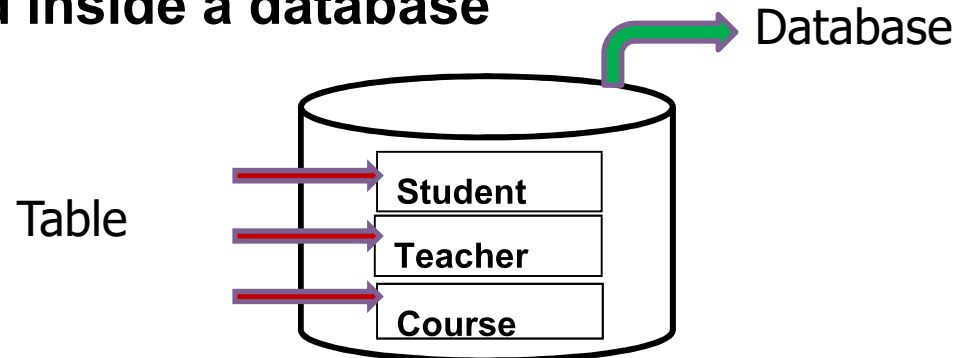 inside a database
Database
Student
Table
Teacher
Course